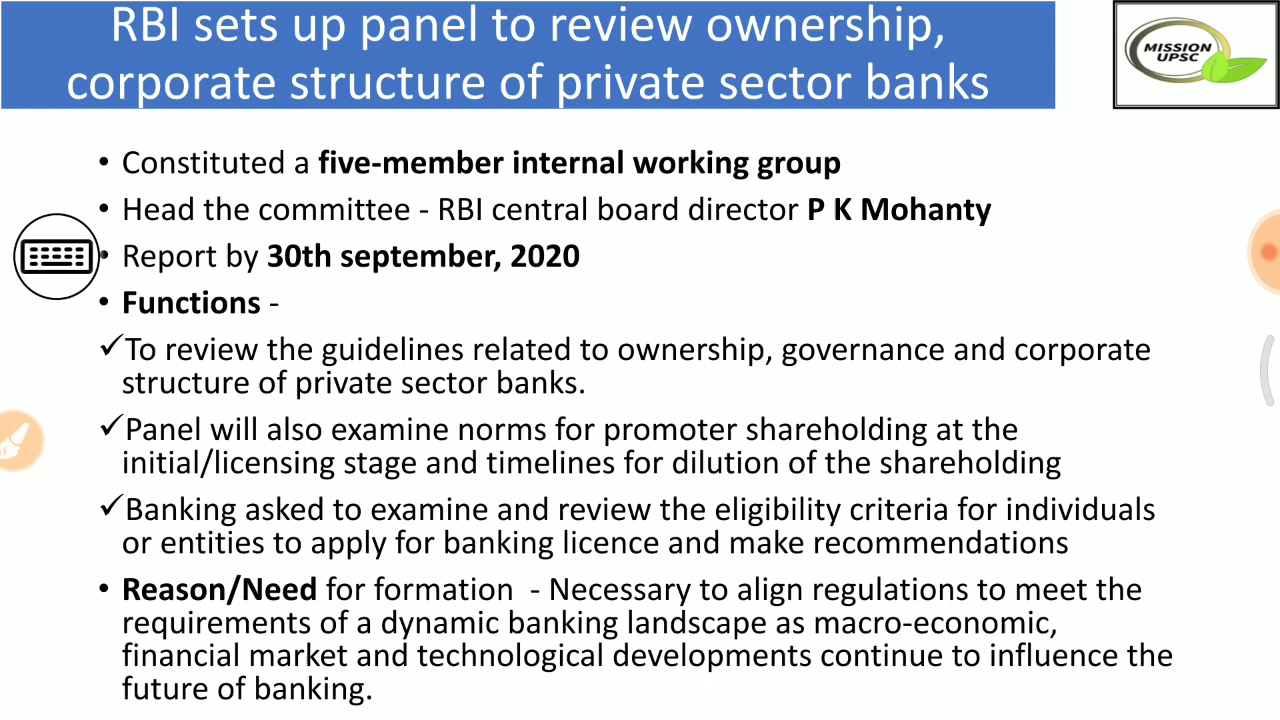 RBI sets up panel to review ownership,
corporate structure of private sector banks
MISSION
UPSC
• Constituted a five-member internal working group
• Head the committee - RBI central board director P K Mohanty
• Report by 30th september, 2020
• Functions -
✓To review the guidelines related to ownership, governance and corporate
structure of private sector banks.
✓Panel will also examine norms for promoter shareholding at the
initial/licensing stage and timelines for dilution of the shareholding
✓Banking asked to examine and review the eligibility criteria for individuals
or entities to apply for banking licence and make recommendations
• Reason/Need for formation - Necessary to align regulations to meet the
requirements of a dynamic banking landscape as macro-economic,
financial market and technological developments continue to influence the
future of banking.